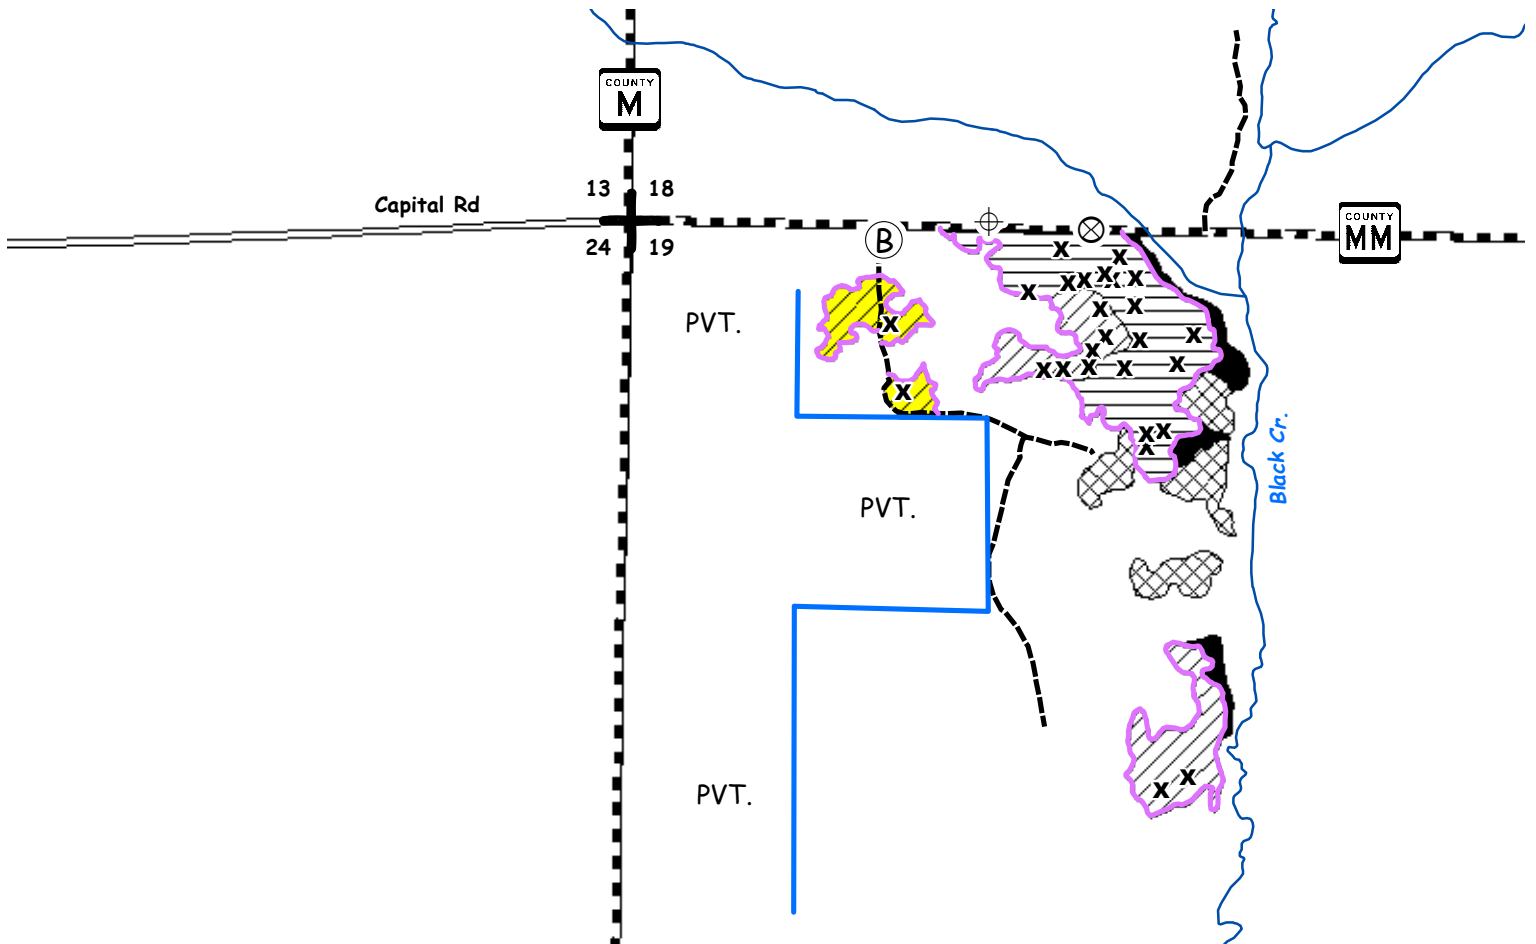 COUNTY
M
13 18
Capital Rd
24 19
B
COUNTY
MM
PVT.
X X X X X X X X X X
X X X X X X X X X X
X X X X X X X
Black Cr.
PVT.
PVT.
X X